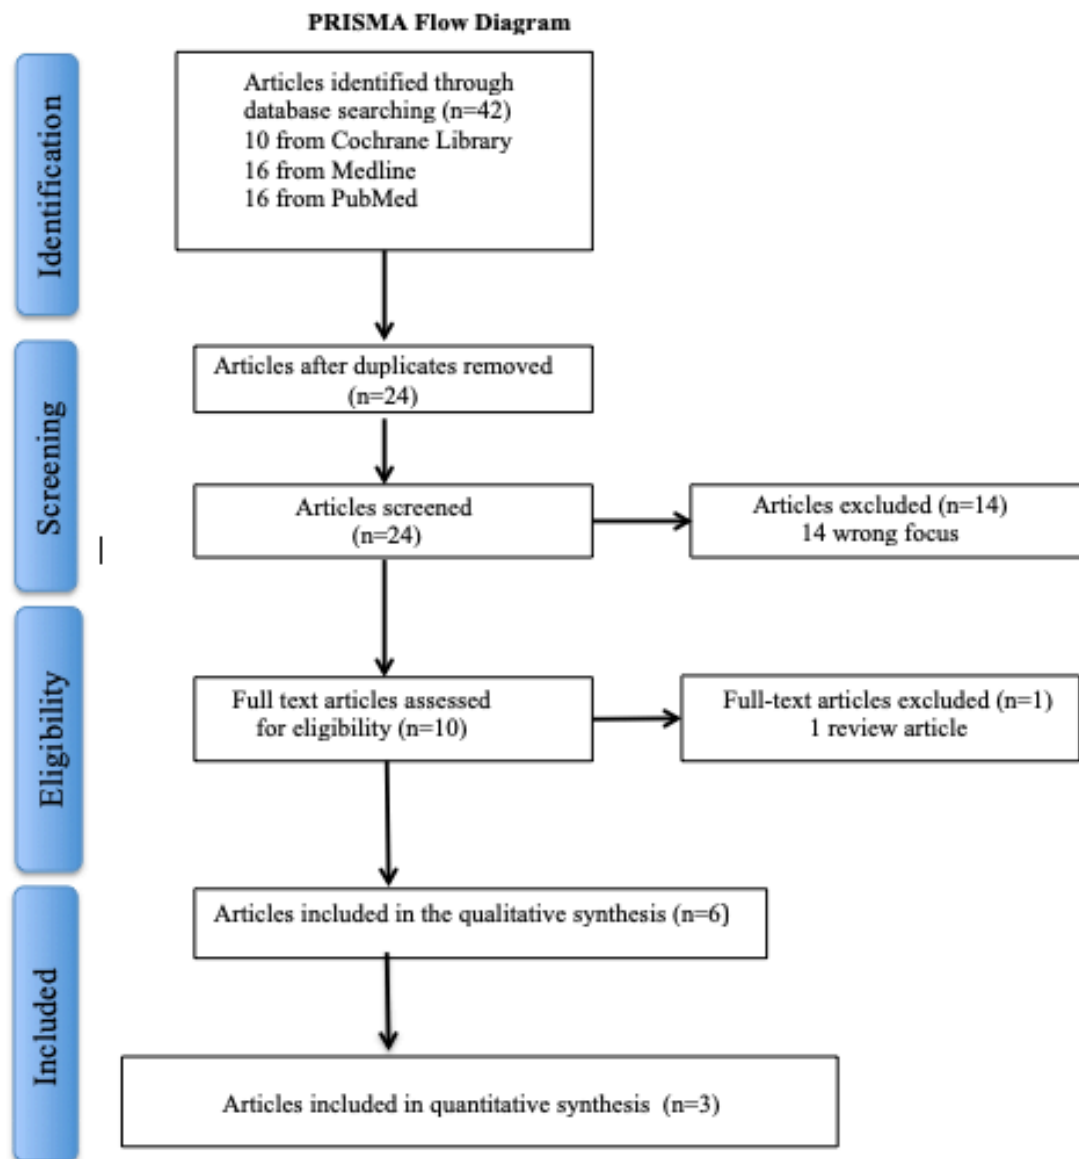 PRISMA Flow Diagram
Identification
Articles identified through
database searching (n=42)
10 from Cochrane Library
16 from Medline
16 from PubMed
Screening
Articles after duplicates removed
(n=24)
Articles screened
(n=24)
Articles excluded (n=14)
14 wrong focus
Eligibility
Full text articles assessed
for eligibility (n=10)
Full-text articles excluded (n=1)
1 review article
Included
Articles included in the qualitative synthesis (n=6)
Articles included in quantitative synthesis (n=3)